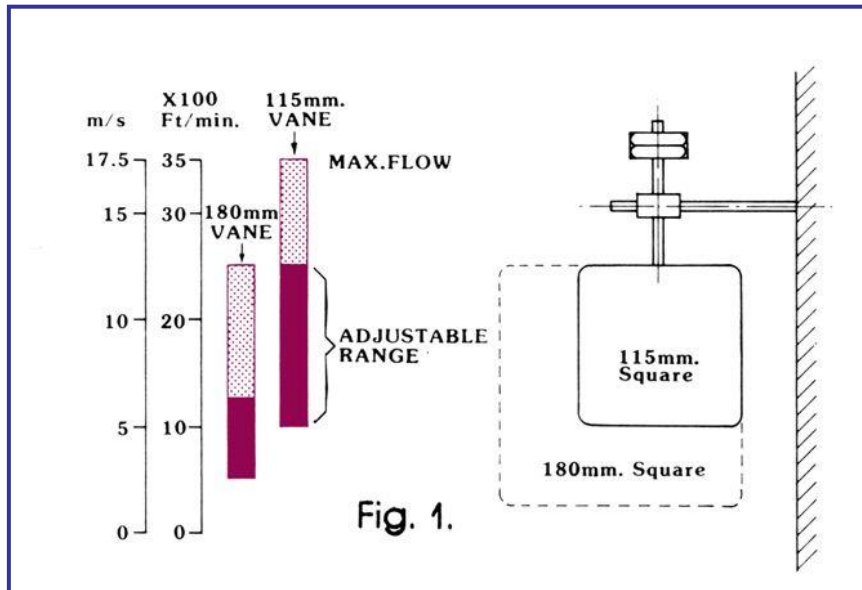 m/s
X100
Ft/min.
115mm.
VANE
17.5
35
MAX.FLOW
15
30
180mm
VANE
10
20
ADJUSTABLE
RANGE
5
10
0
0
115mm.
Square
180mm. Square
Fig. 1.